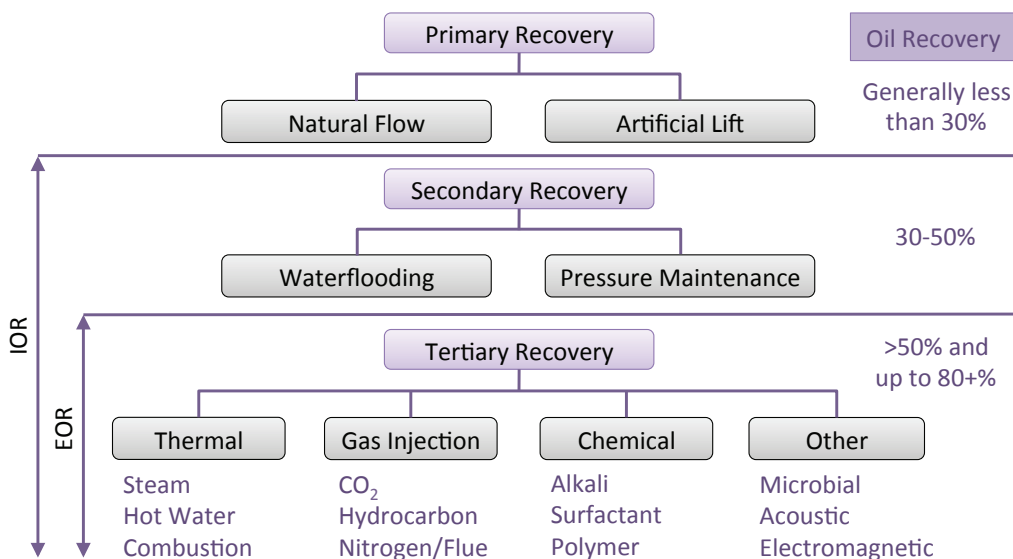 Primary Recovery
Oil Recovery
Natural Flow
Artificial Lift
Generally less
than 30%
Secondary Recovery
Waterflooding
Pressure Maintenance
30-50%
IOR
EOR
Tertiary Recovery
>50% and
up to 80+%
Thermal
Gas Injection
Chemical
Other
Steam
Hot Water
Combustion
CO₂
Hydrocarbon
Nitrogen/Flue
Alkali
Surfactant
Polymer
Microbial
Acoustic
Electromagnetic